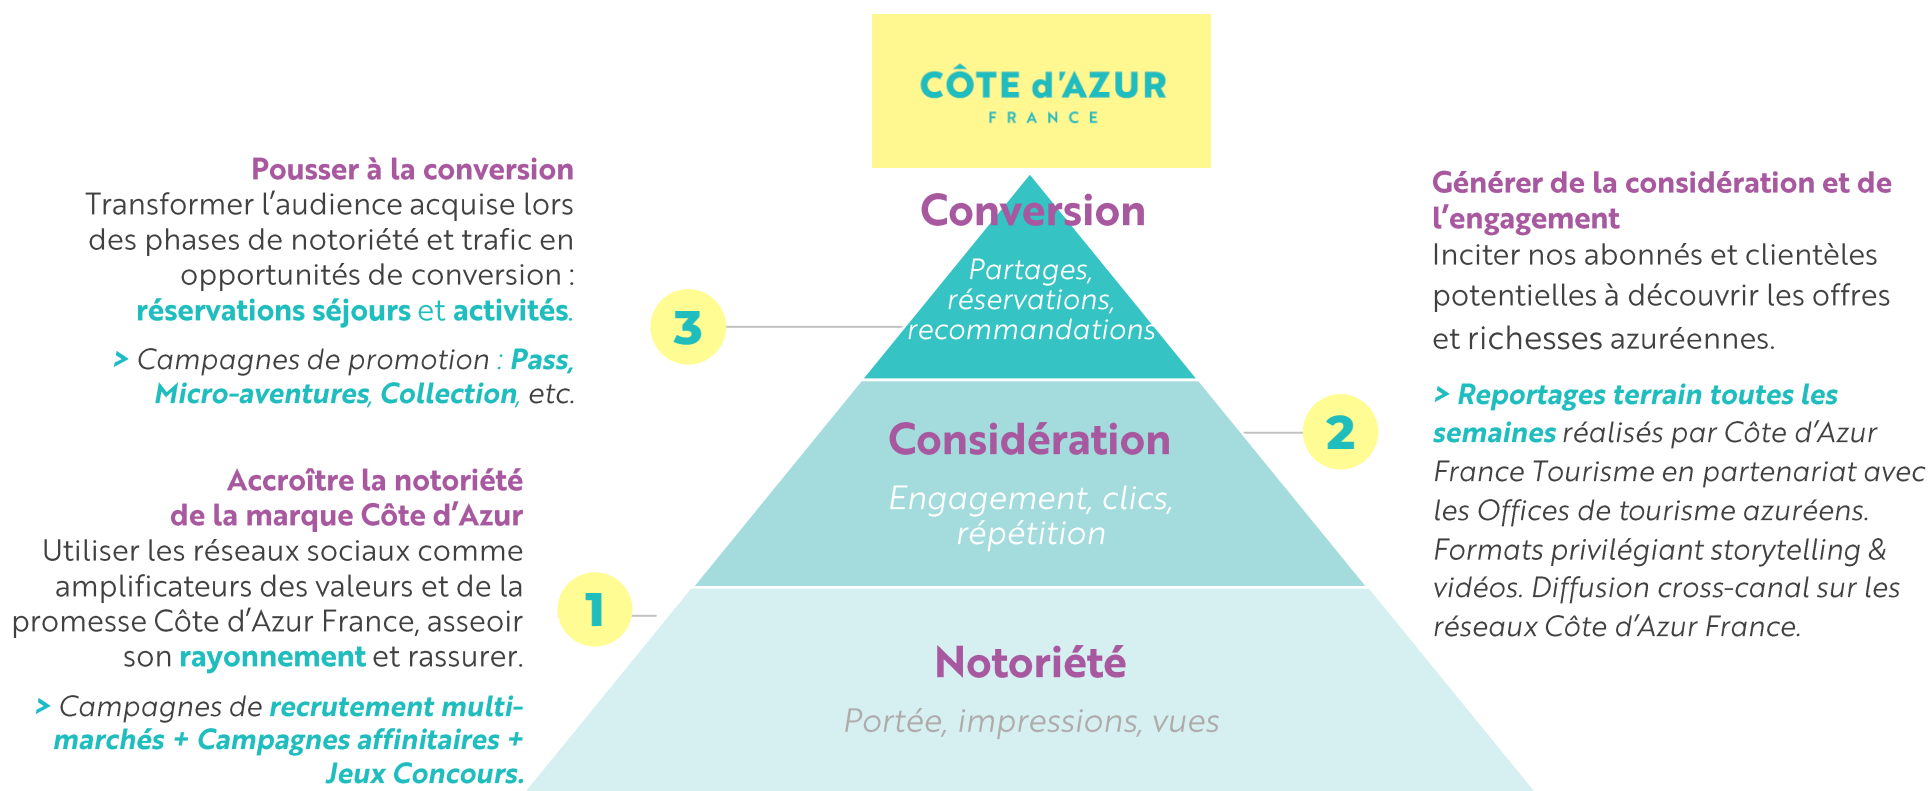 CÔTE d'AZUR
FRANCE
Pousser à la conversion
Transformer l'audience acquise lors
des phases de notoriété et trafic en
opportunités de conversion :
réservations séjours et activités.
> Campagnes de promotion : Pass,
Micro-aventures, Collection, etc.
3
Conversion
Partages,
réservations,
recommandations
Générer de la considération et de
l'engagement
Inciter nos abonnés et clientèles
potentielles à découvrir les offres
et richesses azuréennes.
> Reportages terrain toutes les
semaines réalisés par Côte d'Azur
France Tourisme en partenariat avec
les Offices de tourisme azuréens.
Formats privilégiant storytelling &
vidéos. Diffusion cross-canal sur les
réseaux Côte d'Azur France.
2
Considération
Engagement, clics,
répétition
Accroître la notoriété
de la marque Côte d'Azur
Utiliser les réseaux sociaux comme
amplificateurs des valeurs et de la
promesse Côte d'Azur France, asseoir
son rayonnement et rassurer.
> Campagnes de recrutement multi-
marchés + Campagnes affinitaires +
Jeux Concours.
1
Notoriété
Portée, impressions, vues